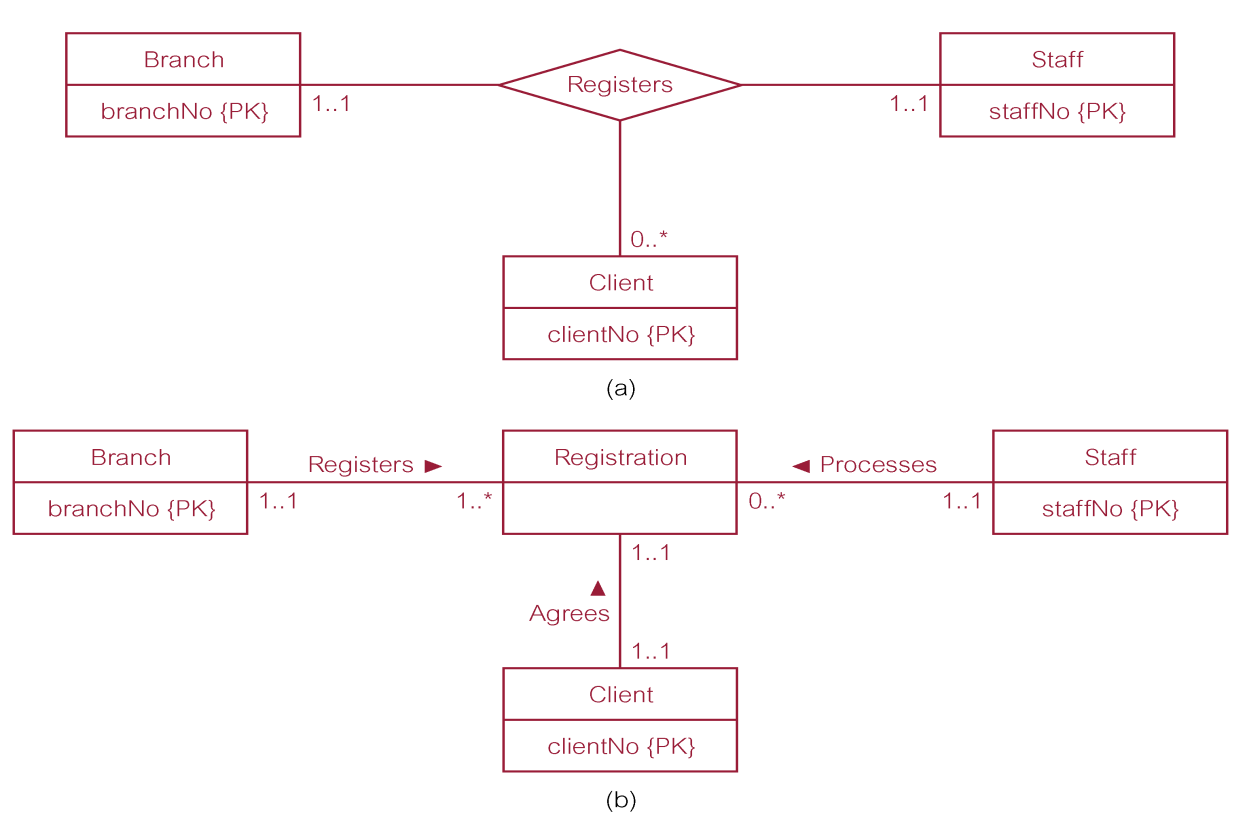 Branch
branchNo {PK}
1..1
Registers
1..1
Staff
staffNo {PK}
0..*
Client
clientNo {PK}
(a)
Branch
branchNo {PK}
Registers ►
1..1
1..*
Registration
◄ Processes
0..*
1..1
Staff
staffNo {PK}
1..1
▲
Agrees
1..1
Client
clientNo {PK}
(b)